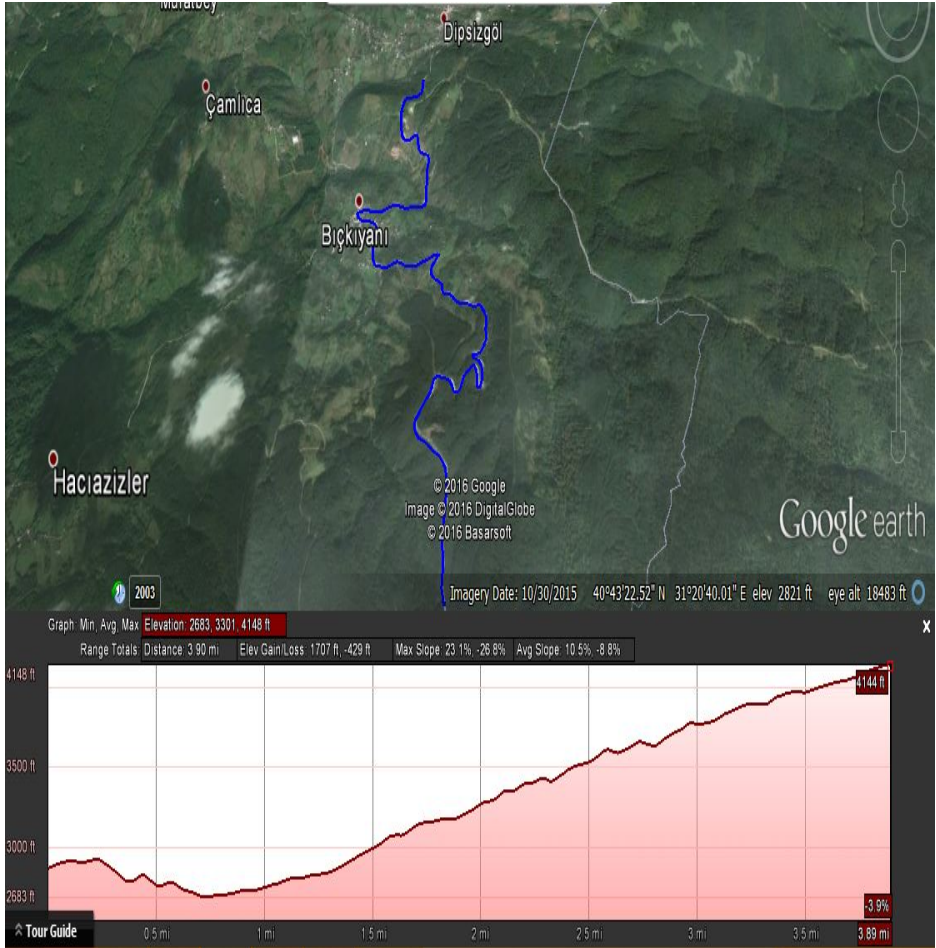 Muratbey
Dipsizgöl
Çamlıca
Bıçkıyanı
Hacıazizler
© 2016 Google
Image © 2016 DigitalGlobe
© 2016 Basarsoft
Google earth
2003
Imagery Date: 10/30/2015 40°43'22.52" N 31°20'40.01" E elev 2821 ft eye alt 18483 ft
Graph: Min, Avg, Max Elevation: 2683, 3301, 4148 ft
x
Range Totals: Distance: 3.90 mi Elev Gain/Loss: 1707 ft, -429 ft Max Slope: 23.1%, -26.8% Avg Slope: 10.5%, -8.8%
4148 ft
4144 ft
3500 ft
3000 ft
2683 ft
-3.9%
Tour Guide
0.5 mi 1 mi 1.5 mi 2 mi 2.5 mi 3 mi 3.5 mi 3.89 mi